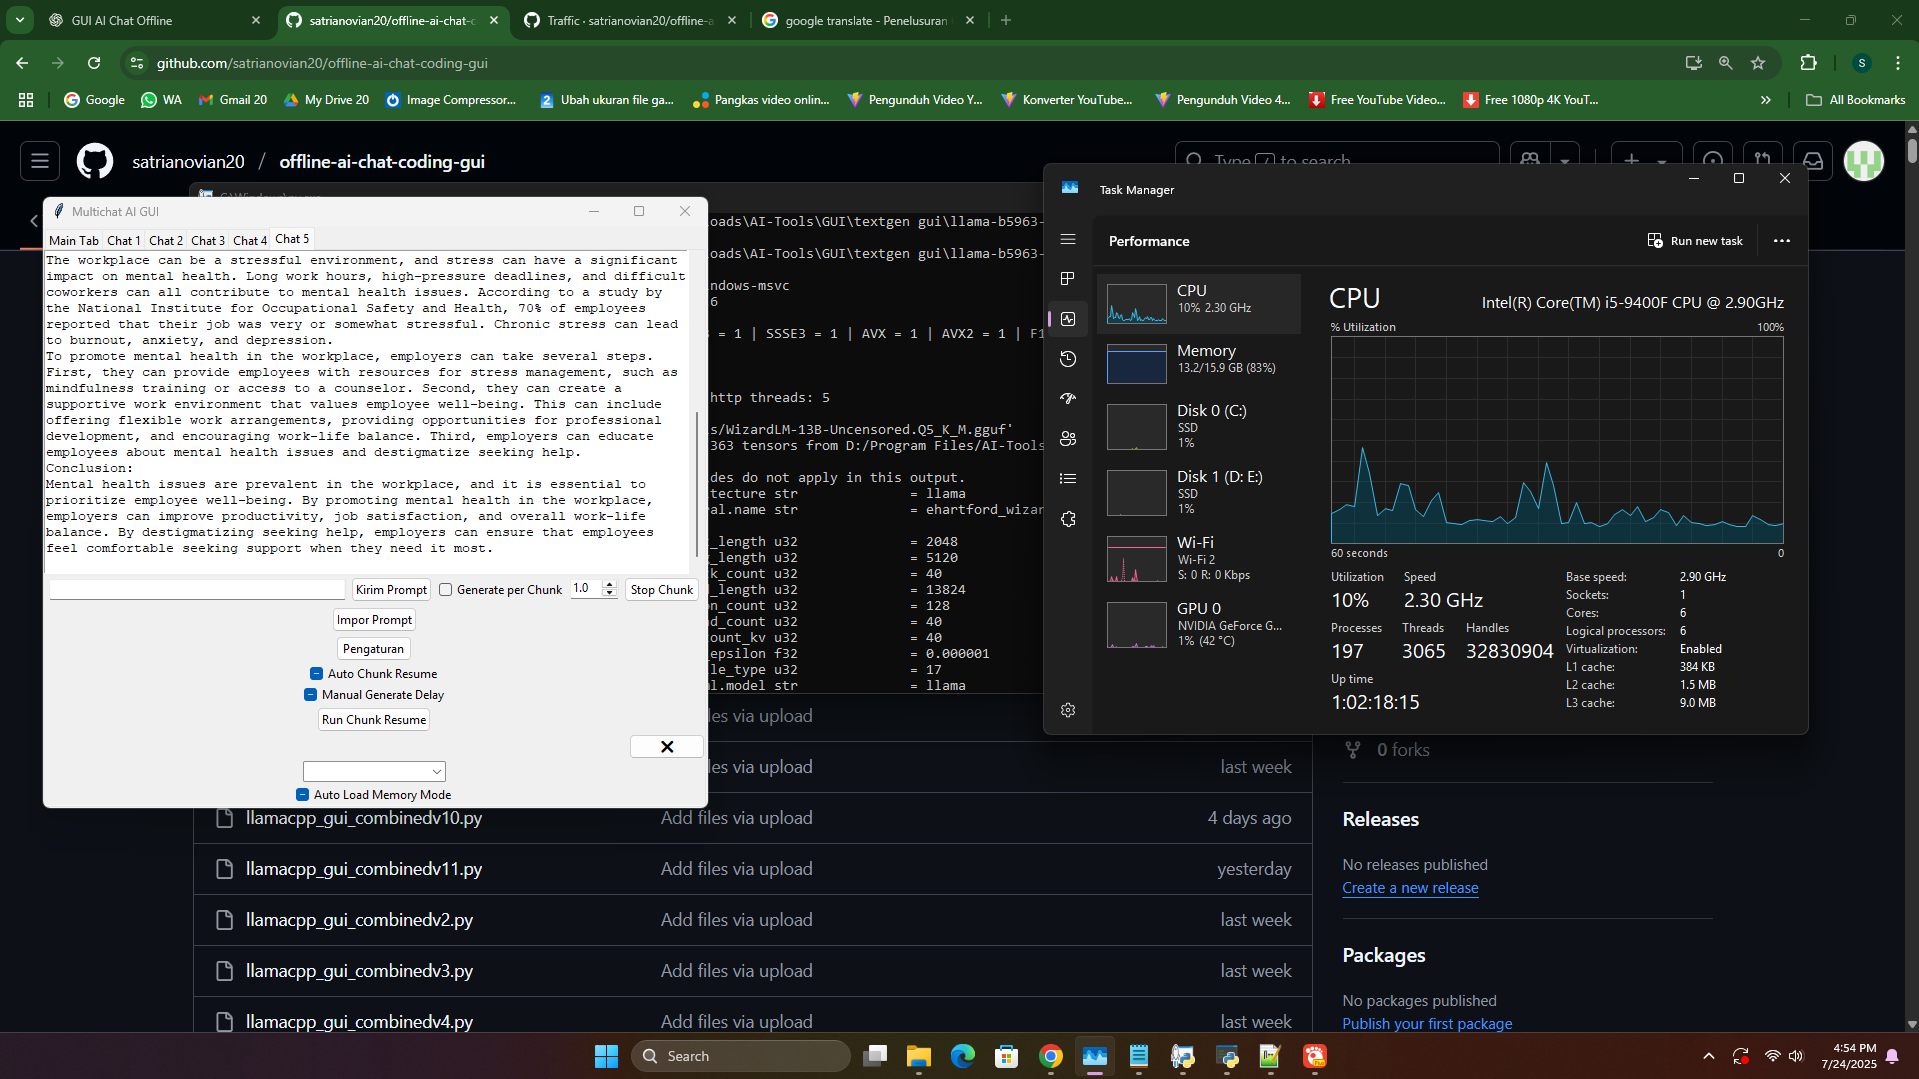 GUI AI Chat Offline
satrianovian20/offline-ai-chat-c
Traffic · satrianovian20/offline-a
google translate - Penelusuran
github.com/satrianovian20/offline-ai-chat-coding-gui
S
Google
WA
Gmail 20
My Drive 20
Image Compressor...
Ubah ukuran file ga...
Pangkas video onlin...
Pengunduh Video Y...
Konverter YouTube...
Pengunduh Video 4...
Free YouTube Video...
Free 1080p 4K YouT...
All Bookmarks
satrianovian20 / offline-ai-chat-coding-gui
Type / to search
Multichat AI GUI
Main Tab Chat 1 Chat 2 Chat 3 Chat 4 Chat 5
The workplace can be a stressful environment, and stress can have a significant
impact on mental health. Long work hours, high-pressure deadlines, and difficult
coworkers can all contribute to mental health issues. According to a study by
the National Institute for Occupational Safety and Health, 70% of employees
reported that their job was very or somewhat stressful. Chronic stress can lead
to burnout, anxiety, and depression.
To promote mental health in the workplace, employers can take several steps.
First, they can provide employees with resources for stress management, such as
mindfulness training or access to a counselor. Second, they can create a
supportive work environment that values employee well-being. This can include
offering flexible work arrangements, providing opportunities for professional
development, and encouraging work-life balance. Third, employers can educate
employees about mental health issues and destigmatize seeking help.
Conclusion:
Mental health issues are prevalent in the workplace, and it is essential to
prioritize employee well-being. By promoting mental health in the workplace,
employers can improve productivity, job satisfaction, and overall work-life
balance. By destigmatizing seeking help, employers can ensure that employees
feel comfortable seeking support when they need it most.
Kirim Prompt
Generate per Chunk
1.0
Stop Chunk
Impor Prompt
Pengaturan
Auto Chunk Resume
Manual Generate Delay
Run Chunk Resume
Auto Load Memory Mode
oads\AI-Tools\GUI\textgen gui\llama-b5963-
oads\AI-Tools\GUI\textgen gui\llama-b5963-
ndows-msvc
6
= 1 | SSSE3 = 1 | AVX = 1 | AVX2 = 1 | F1
http threads: 5
s/WizardLM-13B-Uncensored.Q5_K_M.gguf'
363 tensors from D:/Program Files/AI-Tools
des do not apply in this output.
tecture str = llama
al.name str = ehartford_wizar
_length u32 = 2048
_length u32 = 5120
k_count u32 = 40
d_length u32 = 13824
on_count u32 = 128
d_count u32 = 40
ount_kv u32 = 40
epsilon f32 = 0.000001
le_type u32 = 17
l.model str = llama
Task Manager
Performance
Run new task
CPU
10% 2.30 GHz
Memory
13.2/15.9 GB (83%)
Disk 0 (C:)
SSD
1%
Disk 1 (D: E:)
SSD
1%
Wi-Fi
Wi-Fi 2
S: 0 R: 0 Kbps
GPU 0
NVIDIA GeForce G...
1% (42 °C)
CPU
Intel(R) Core(TM) i5-9400F CPU @ 2.90GHz
% Utilization 100%
60 seconds 0
Utilization Speed
10% 2.30 GHz
Processes Threads Handles
197 3065 32830904
Up time
1:02:18:15
Base speed: 2.90 GHz
Sockets: 1
Cores: 6
Logical processors: 6
Virtualization: Enabled
L1 cache: 384 KB
L2 cache: 1.5 MB
L3 cache: 9.0 MB
les via upload
les via upload last week
llamacpp_gui_combinedv10.py Add files via upload 4 days ago
llamacpp_gui_combinedv11.py Add files via upload yesterday
llamacpp_gui_combinedv2.py Add files via upload last week
llamacpp_gui_combinedv3.py Add files via upload last week
llamacpp_gui_combinedv4.py Add files via upload last week
0 forks
Releases
No releases published
Create a new release
Packages
No packages published
Publish your first package
Search
4:54 PM
7/24/2025